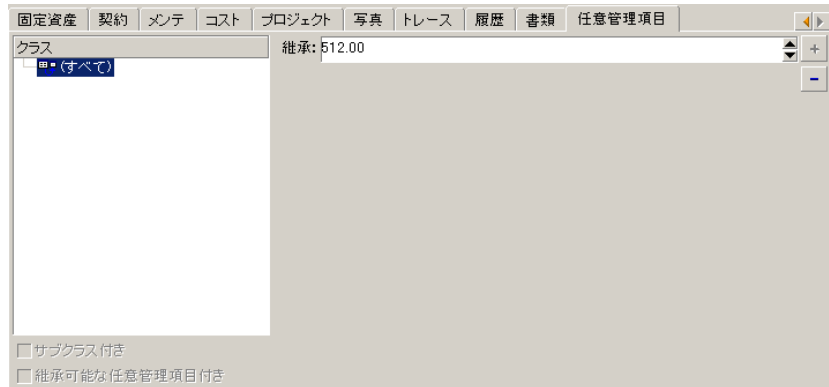 固定資産 契約 メンテ コスト プロジェクト 写真 トレース 履歴 書類 任意管理項目
クラス
(すべて)
継承: 512.00
サブクラス付き
継承可能な任意管理項目付き